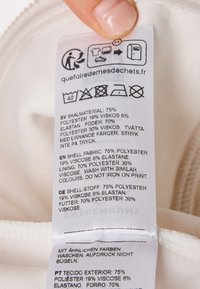 quefairedemesdechets.fr
40
SV SKALMATERIAL: 75%
POLYESTER 19% VISKOS 6%
ELASTAN FODER: 70%
POLYESTER 30% VISKOS. TVÄTTA
MED LIKNANDE FÄRGER. STRYK
INTE PÅ TRYCK.
EN SHELL FABRIC: 75% POLYESTER
19% VISCOSE 6% ELASTANE
LINING: 70% POLYESTER 30%
VISCOSE. WASH WITH SIMILAR
COLOURS. DO NOT IRON ON PRINT.
DE SHELL-STOFF: 75% POLYESTER
19% VISKOSE 6% ELASTAN
FUTTER: 70% POLYESTER 30%
VISKOSE.
MIT ÄHNLICHEN FARBEN
WASCHEN. AUFDRUCK NICHT
BÜGELN
PT TECIDO EXTERIOR: 75%
POLIÉSTER 19% VISCOSE 6%
ELASTANO. FORRO: 70%